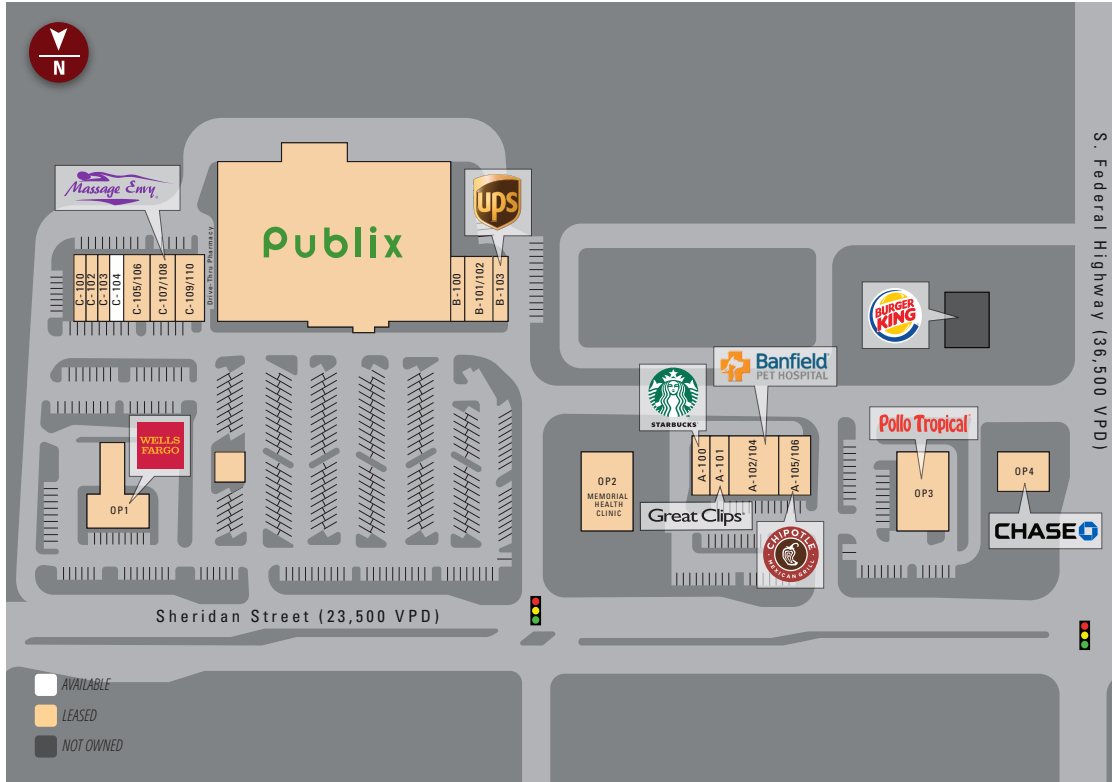 N
Massage Envy
ups
Publix
Drive-Thru Pharmacy
C-100
C-102
C-103
C-104
C-105/106
C-107/108
C-109/110
B-100
B-101/102
B-103
S. Federal Highway (36,500 VPD)
BURGER
KING
Banfield
PET HOSPITAL
STARBUCKS
Pollo Tropical
WELLS
FARGO
A-100
A-101
A-102/104
A-105/106
OP1
OP2
MEMORIAL
HEALTH
CLINIC
OP3
OP4
Great Clips
CHIPOTLE
MEXICAN GRILL
CHASE
Sheridan Street (23,500 VPD)
AVAILABLE
LEASED
NOT OWNED